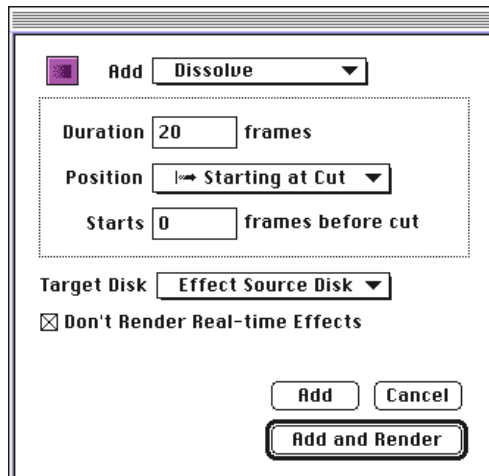 Add Dissolve
Duration 20 frames
Position Starting at Cut
Starts 0 frames before cut
Target Disk Effect Source Disk
Don't Render Real-time Effects
Add Cancel
Add and Render